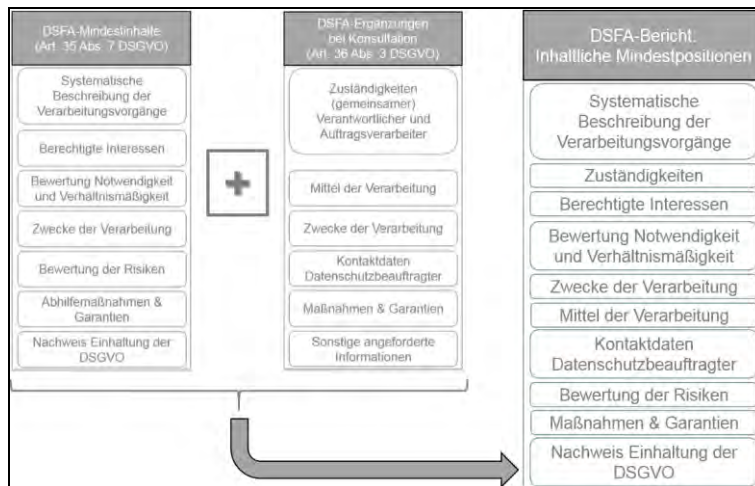 DSFA-Mindestinhalte
(Art. 35 Abs. 7 DSGVO)
Systematische
Beschreibung der
Verarbeitungsvorgänge
Berechtigte Interessen
Bewertung Notwendigkeit
und Verhältnismäßigkeit
Zwecke der Verarbeitung
Bewertung der Risiken
Abhilfemaßnahmen &
Garantien
Nachweis Einhaltung der
DSGVO
+
DSFA-Ergänzungen
bei Konsultation
(Art. 36 Abs. 3 DSGVO)
Zuständigkeiten
(gemeinsamer)
Verantwortlicher und
Auftragsverarbeiter
Mittel der Verarbeitung
Zwecke der Verarbeitung
Kontaktdaten
Datenschutzbeauftragter
Maßnahmen & Garantien
Sonstige angeforderte
Informationen
DSFA-Bericht:
Inhaltliche Mindestpositionen
Systematische
Beschreibung der
Verarbeitungsvorgänge
Zuständigkeiten
Berechtigte Interessen
Bewertung Notwendigkeit
und Verhältnismäßigkeit
Zwecke der Verarbeitung
Mittel der Verarbeitung
Kontaktdaten
Datenschutzbeauftragter
Bewertung der Risiken
Maßnahmen & Garantien
Nachweis Einhaltung der
DSGVO